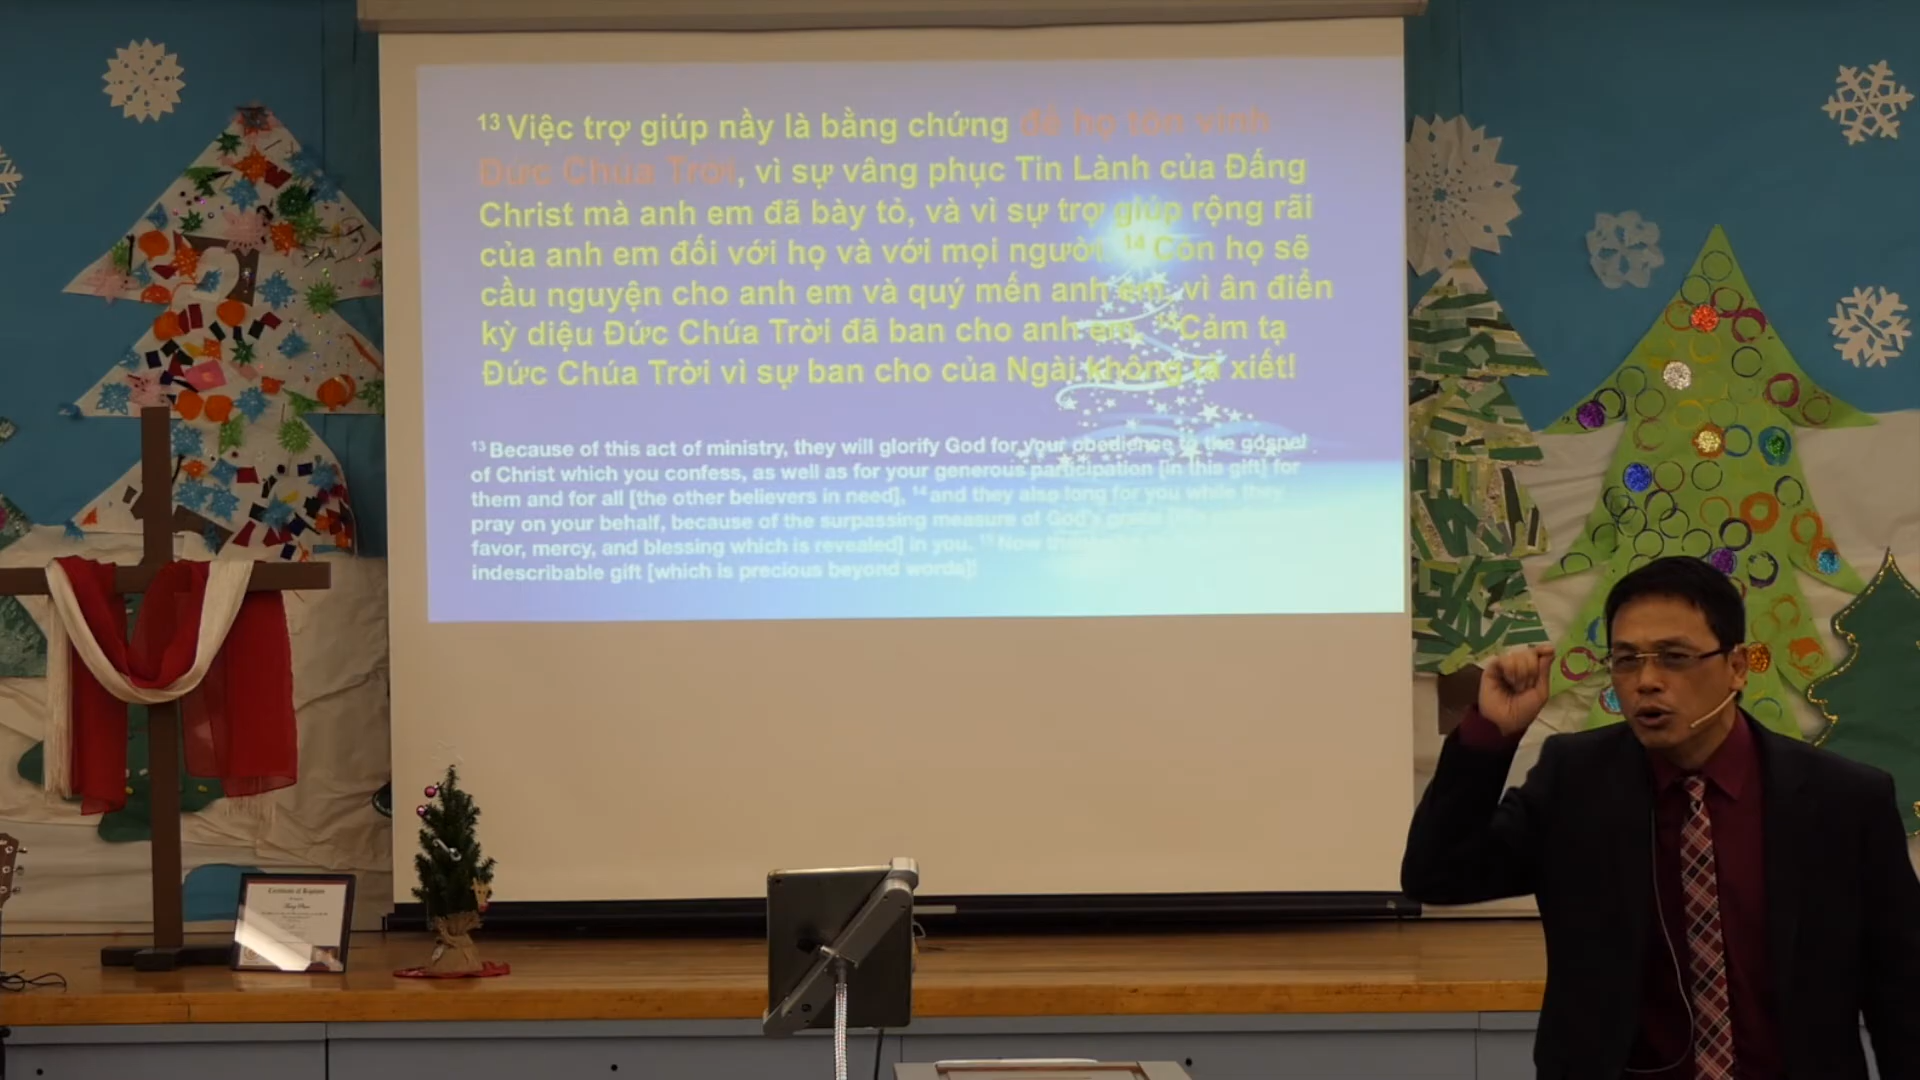 13 Việc trợ giúp nầy là bằng chứng để họ tôn vinh
Đức Chúa Trời, vì sự vâng phục Tin Lành của Đấng
Christ mà anh em đã bày tỏ, và vì sự trợ giúp rộng rãi
của anh em đối với họ và với mọi người. 14 Còn họ sẽ
cầu nguyện cho anh em và quý mến anh em, vì ân điển
kỳ diệu Đức Chúa Trời đã ban cho anh em. 15 Cảm tạ
Đức Chúa Trời vì sự ban cho của Ngài không tả xiết!
13 Because of this act of ministry, they will glorify God for your obedience to the gospel
of Christ which you confess, as well as for your generous participation [in this gift] for
them and for all [the other believers in need], 14 and they also long for you while they
pray on your behalf, because of the surpassing measure of God's grace
favor, mercy, and blessing which is revealed] in you. 15 Now
indescribable gift [which is precious beyond words]!
Certificate of Baptism